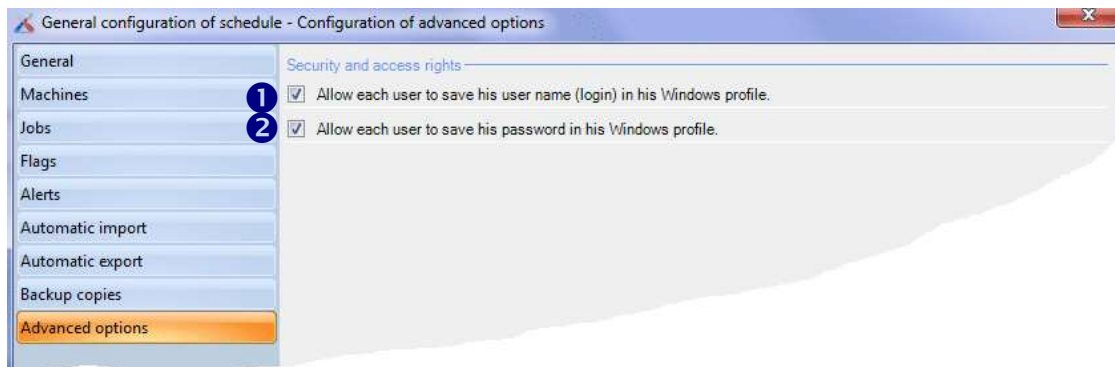 General configuration of schedule - Configuration of advanced options
General
Machines
Jobs
Flags
Alerts
Automatic import
Automatic export
Backup copies
Advanced options
Security and access rights
1 Allow each user to save his user name (login) in his Windows profile.
2 Allow each user to save his password in his Windows profile.